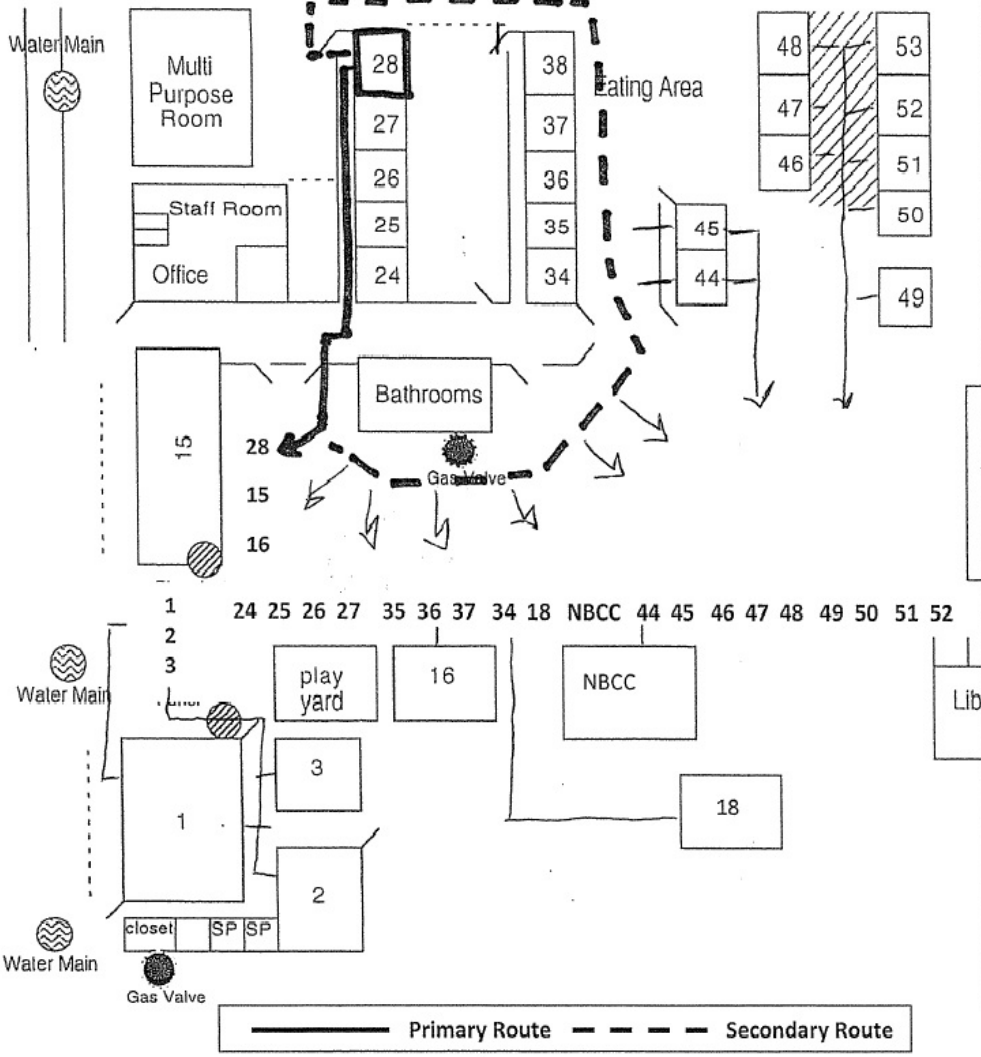 Water Main
Multi
Purpose
Room
28
27
26
25
24
38
37
36
35
34
Eating Area
48
47
46
53
52
51
50
49
45
44
Staff Room
Office
Bathrooms
Gas Valve
15
28
15
16
1
2
3
24 25 26 27 35 36 37 34 18 NBCC 44 45 46 47 48 49 50 51 52
Water Main
play
yard
16
NBCC
Lib
3
1
18
2
closet
SP SP
Water Main
Gas Valve
Primary Route
Secondary Route